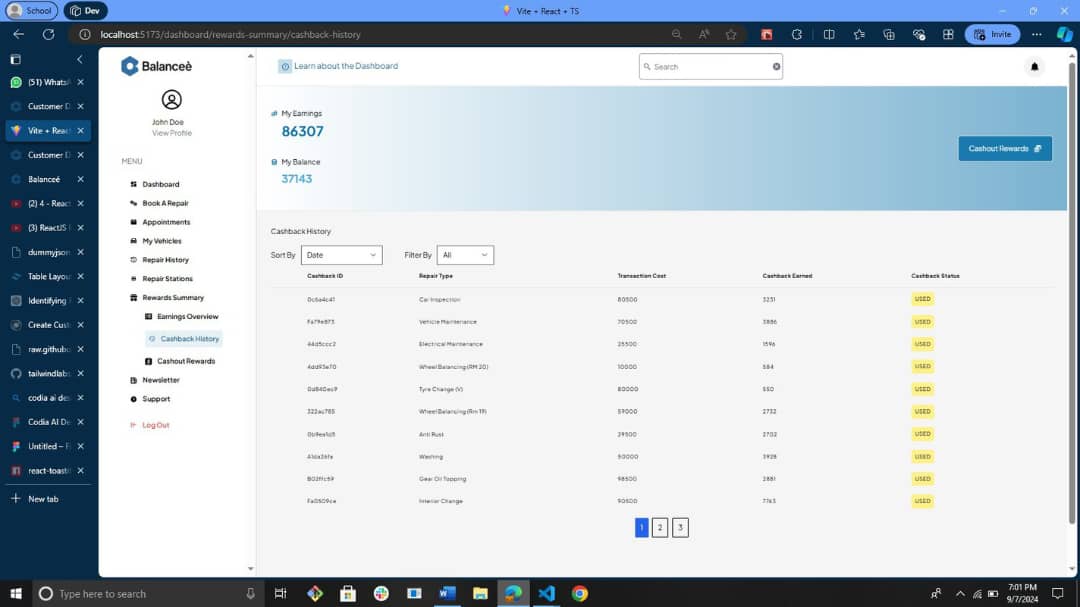 School
Dev
Vite + React + TS
localhost:5173/dashboard/rewards-summary/cashback-history
Invite
(51) Whats
Customer D
Vite + Reac
Customer D
Balanceè
(2) 4 - Reac
(3) ReactJS
dummyjson
Table Layou
Identifying
Create Cust
raw.github
tailwindlabs
codia ai des
Codia AI De
Untitled – F
react-toasti
New tab
Balanceè
John Doe
View Profile
MENU
Dashboard
Book A Repair
Appointments
My Vehicles
Repair History
Repair Stations
Rewards Summary
Earnings Overview
Cashback History
Cashout Rewards
Newsletter
Support
Log Out
Learn about the Dashboard
Search
My Earnings
86307
My Balance
37143
Cashout Rewards
Cashback History
Sort By Date Filter By All
Cashback ID Repair Type Transaction Cost Cashback Earned Cashback Status
0c6a4c41 Car Inspection 80500 3231 USED
Fa79e873 Vehicle Maintenance 70500 3886 USED
44d5ccc2 Electrical Maintenance 25500 1596 USED
4dd93e70 Wheel Balancing (RM 20) 10000 584 USED
0d840ac9 Tyre Change (V) 80000 550 USED
322ac785 Wheel Balancing (Rm 19) 59000 2732 USED
0b9ea1d5 Anti Rust 29500 2702 USED
A1da26fa Washing 50000 3928 USED
B02ffc59 Gear Oil Topping 98500 2881 USED
Fa0509ce Interior Change 90500 7763 USED
1 2 3
Type here to search
7:01 PM
9/7/2024